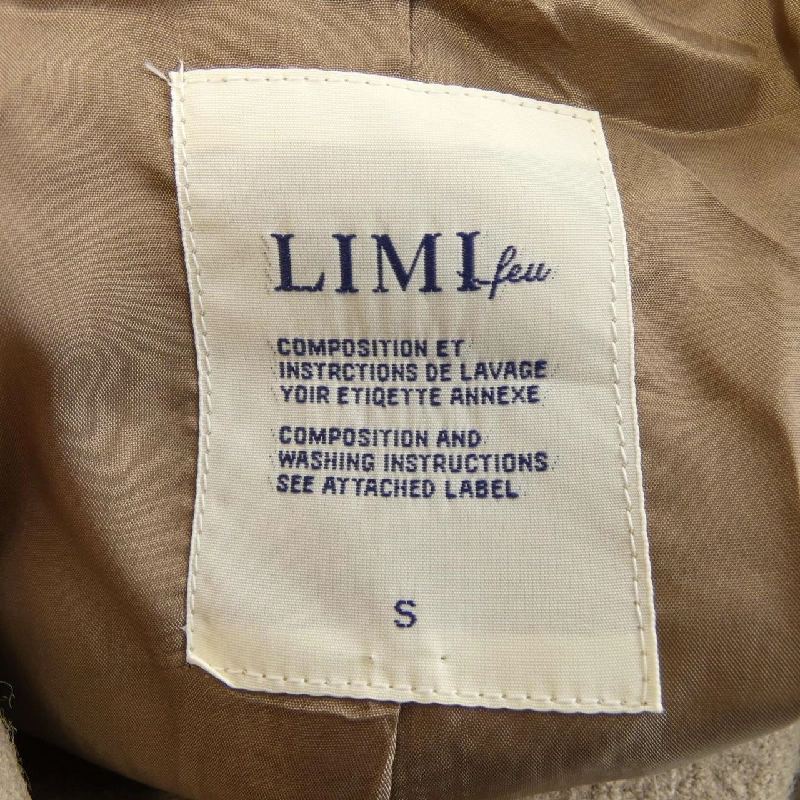 LIMI feu
COMPOSITION ET
INSTRCTIONS DE LAVAGE
YOIR ETIQETTE ANNEXE
COMPOSITION AND
WASHING INSTRUCTIONS
SEE ATTACHED LABEL
S